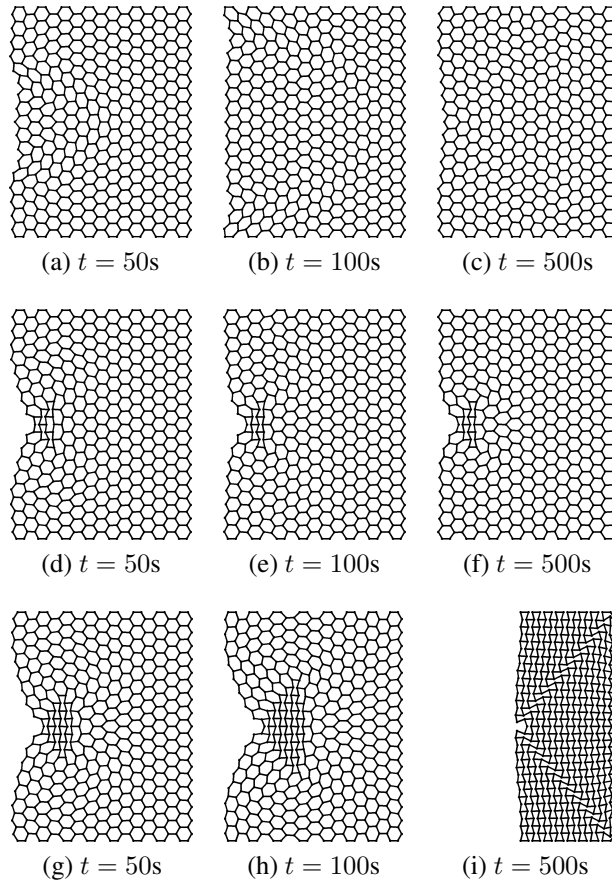 (a) t = 50s (b) t = 100s (c) t = 500s
(d) t = 50s (e) t = 100s (f) t = 500s
(g) t = 50s (h) t = 100s (i) t = 500s